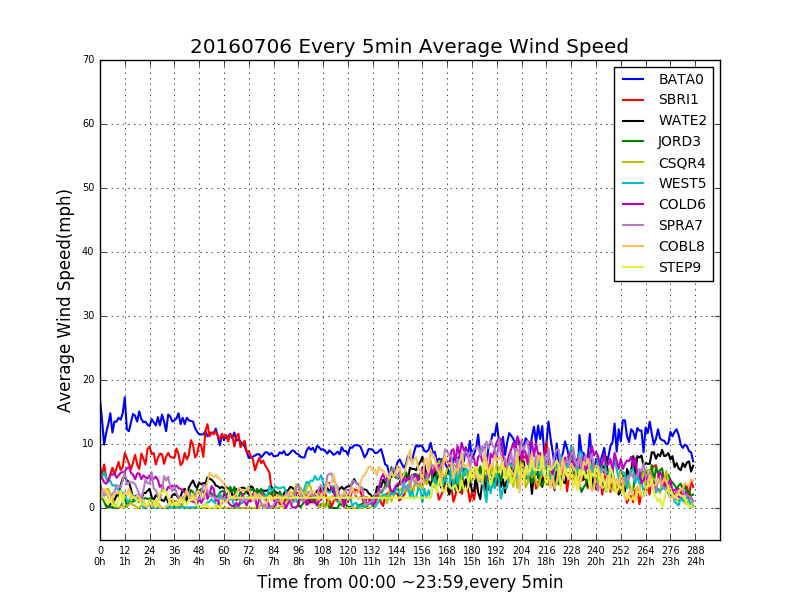 20160706 Every 5min Average Wind Speed
70
60
50
40
30
20
10
0
Average Wind Speed(mph)
BATA0
SBRI1
WATE2
JORD3
CSQR4
WEST5
COLD6
SPRA7
COBL8
STEP9
0 12 24 36 48 60 72 84 96 108 120 132 144 156 168 180 192 204 216 228 240 252 264 276 288
0h 1h 2h 3h 4h 5h 6h 7h 8h 9h 10h 11h 12h 13h 14h 15h 16h 17h 18h 19h 20h 21h 22h 23h 24h
Time from 00:00 ~23:59,every 5min